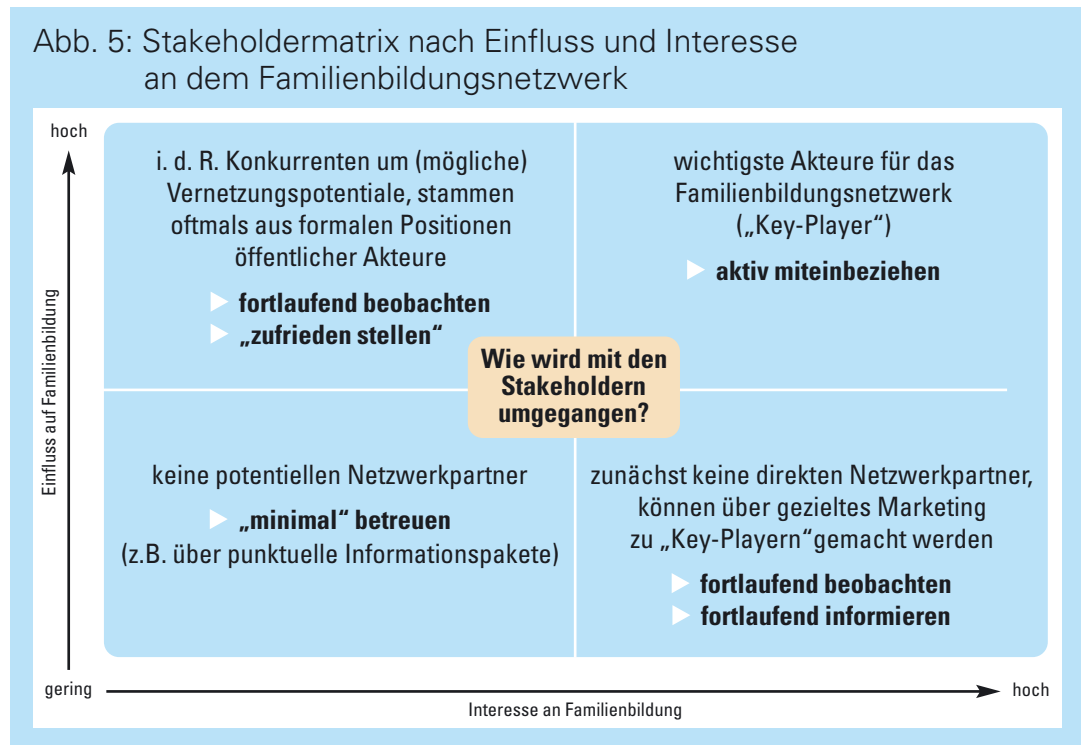 Abb. 5: Stakeholdermatrix nach Einfluss und Interesse
an dem Familienbildungsnetzwerk
hoch
Einfluss auf Familienbildung
i. d. R. Konkurrenten um (mögliche)
Vernetzungspotentiale, stammen
oftmals aus formalen Positionen
öffentlicher Akteure
fortlaufend beobachten
„zufrieden stellen“
wichtigste Akteure für das
Familienbildungsnetzwerk
(„Key-Player“)
aktiv miteinbeziehen
Wie wird mit den
Stakeholdern
umgegangen?
keine potentiellen Netzwerkpartner
„minimal“ betreuen
(z.B. über punktuelle Informationspakete)
zunächst keine direkten Netzwerkpartner,
können über gezieltes Marketing
zu „Key-Playern“gemacht werden
fortlaufend beobachten
fortlaufend informieren
gering
hoch
Interesse an Familienbildung